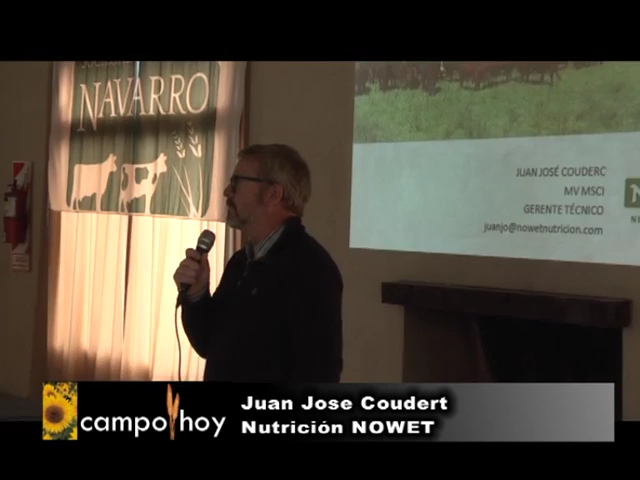 NAVARRO
JUAN JOSÉ COUDERC
MV MSCI
GERENTE TÉCNICO
juanjo@nowetnutricion.com
campo hoy
Juan Jose Coudert
Nutrición NOWET